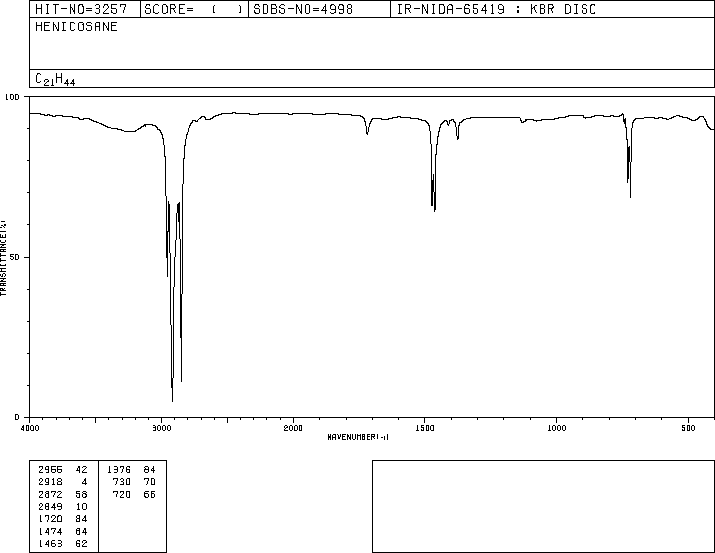 HIT-NO=3257 SCORE= ( ) SDBS-NO=4998 IR-NIDA-65419 : KBR DISC
HENICOSANE
C21H44
100
TRANSMITTANCE(%)
50
0
4000 3000 2000 1500 1000 500
WAVENUMBER(-1)
2956 42 1376 84
2918 4 730 70
2872 58 720 66
2849 10
1720 84
1474 64
1463 62